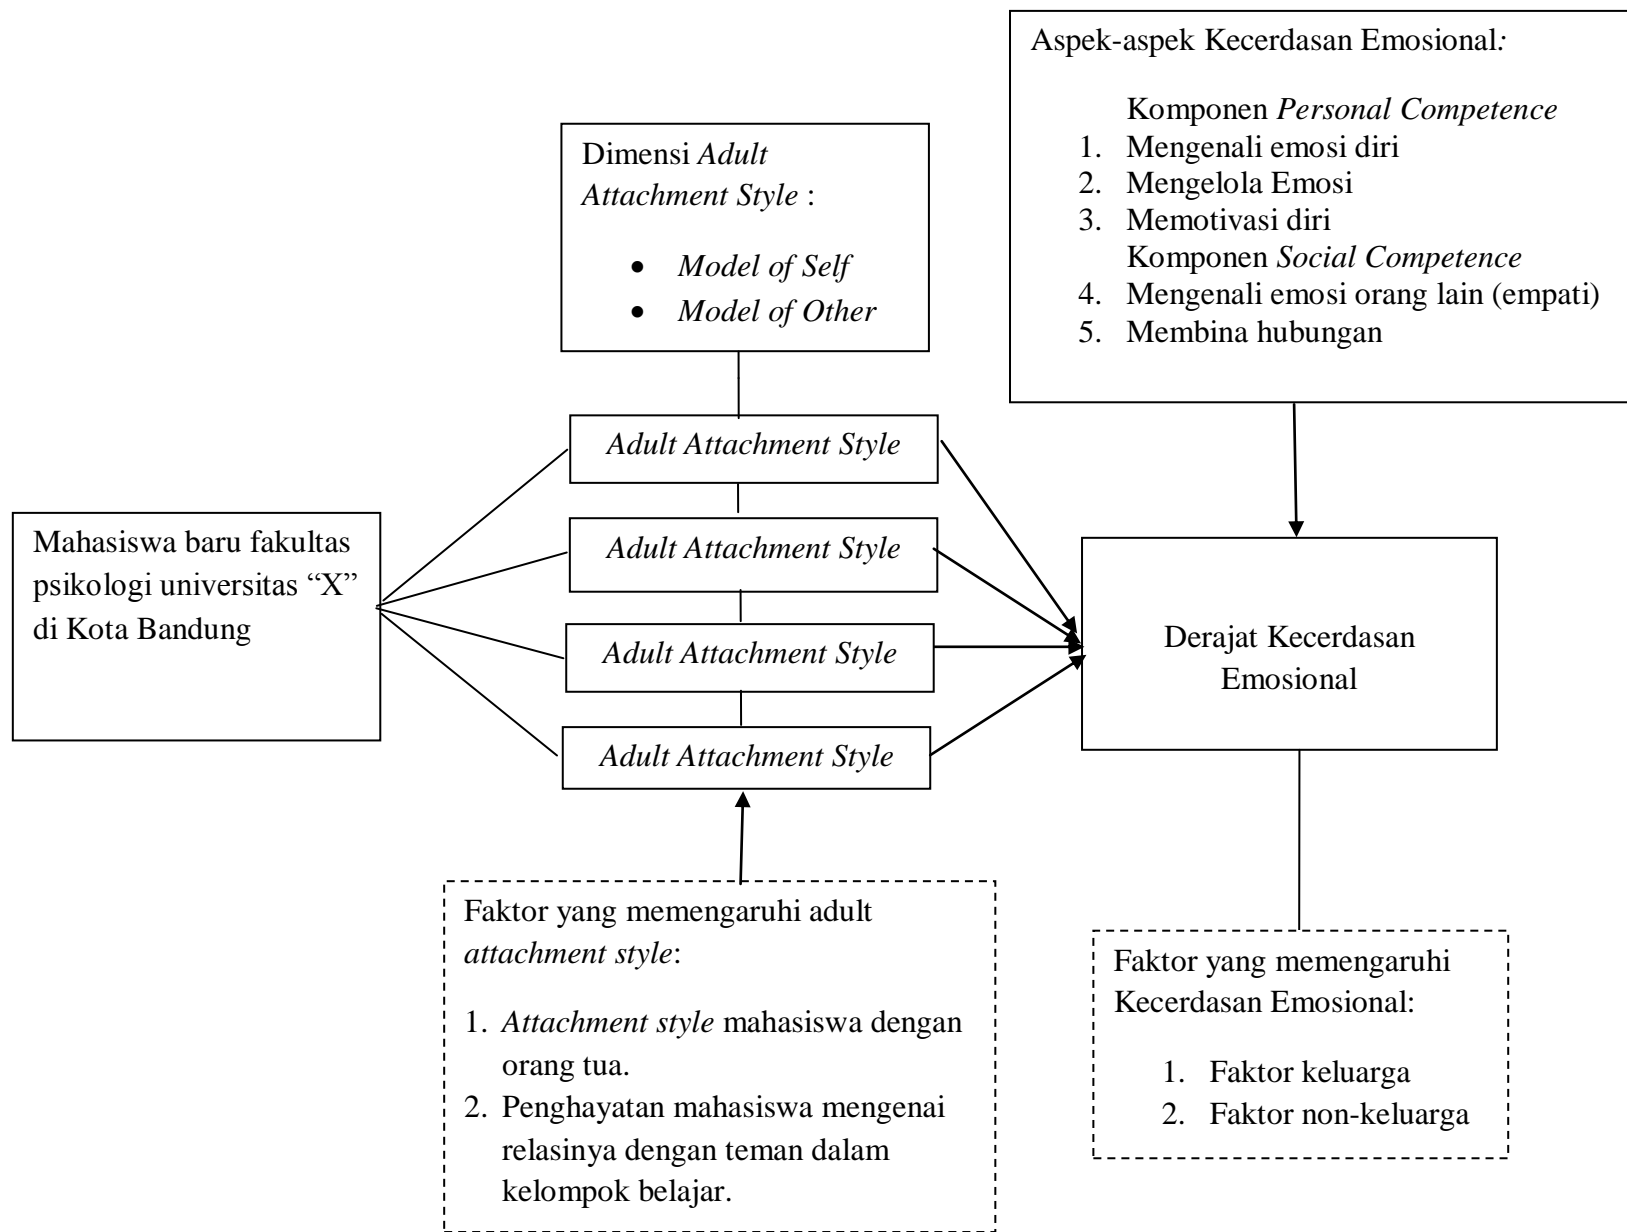 Aspek-aspek Kecerdasan Emosional:
Komponen Personal Competence
1. Mengenali emosi diri
2. Mengelola Emosi
3. Memotivasi diri
Komponen Social Competence
4. Mengenali emosi orang lain (empati)
5. Membina hubungan
Dimensi Adult
Attachment Style :
• Model of Self
• Model of Other
Adult Attachment Style
Adult Attachment Style
Adult Attachment Style
Adult Attachment Style
Mahasiswa baru fakultas
psikologi universitas “X”
di Kota Bandung
Derajat Kecerdasan
Emosional
Faktor yang memengaruhi adult
attachment style:
1. Attachment style mahasiswa dengan
orang tua.
2. Penghayatan mahasiswa mengenai
relasinya dengan teman dalam
kelompok belajar.
Faktor yang memengaruhi
Kecerdasan Emosional:
1. Faktor keluarga
2. Faktor non-keluarga